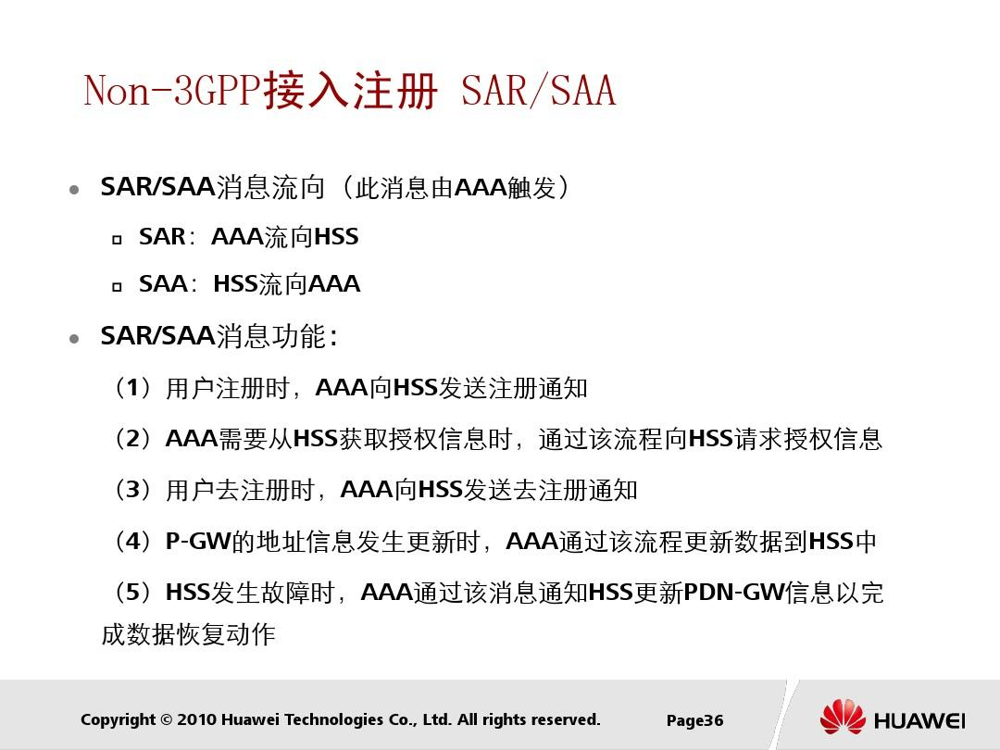 Non-3GPP接入注册 SAR/SAA
SAR/SAA消息流向（此消息由AAA触发）
SAR：AAA流向HSS
SAA：HSS流向AAA
SAR/SAA消息功能：
（1）用户注册时，AAA向HSS发送注册通知
（2）AAA需要从HSS获取授权信息时，通过该流程向HSS请求授权信息
（3）用户去注册时，AAA向HSS发送去注册通知
（4）P-GW的地址信息发生更新时，AAA通过该流程更新数据到HSS中
（5）HSS发生故障时，AAA通过该消息通知HSS更新PDN-GW信息以完
成数据恢复动作
Copyright © 2010 Huawei Technologies Co., Ltd. All rights reserved.
Page36
HUAWEI